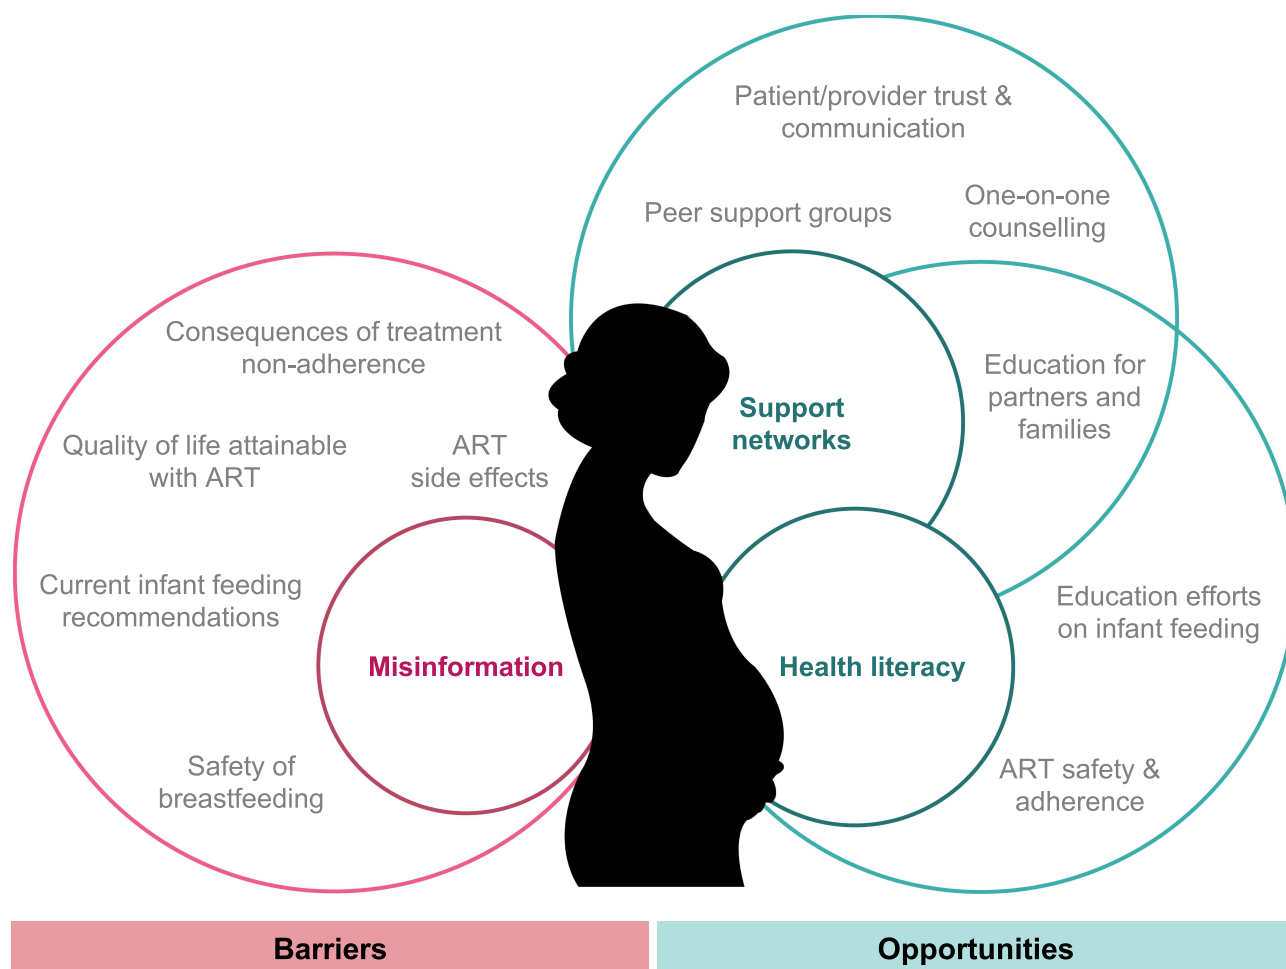 Patient/provider trust &
communication
One-on-one
counselling
Peer support groups
Consequences of treatment
non-adherence
Education for
partners and
families
Support
networks
Quality of life attainable
with ART
ART
side effects
Current infant feeding
recommendations
Education efforts
on infant feeding
Misinformation
Health literacy
Safety of
breastfeeding
ART safety &
adherence
Barriers
Opportunities